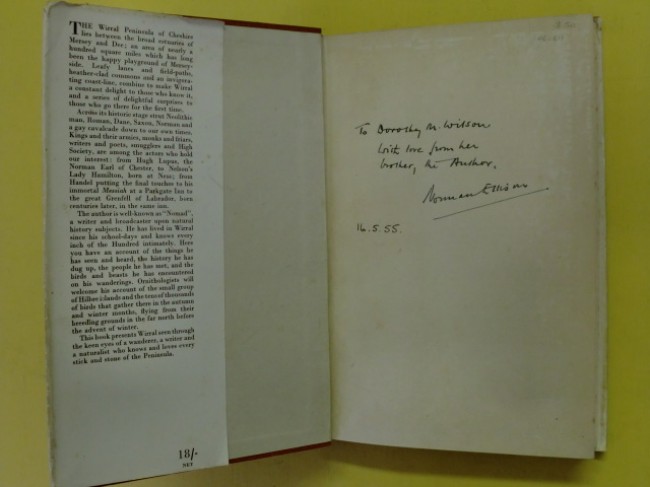 THE Wirral Peninsula of Cheshire
lies between the broad estuaries of
Mersey and Dee; an area of nearly a
hundred square miles which has long
been the happy playground of Mersey-
side. Leafy lanes and field-paths,
heather-clad commons and an invigora-
ting coast-line, combine to make Wirral
a constant delight to those who know it,
and a series of delightful surprises to
those who go there for the first time.
Across its historic stage strut Neolithic
man, Roman, Dane, Saxon, Norman and
a gay cavalcade down to our own times.
Kings and their armies, monks and friars,
writers and poets, smugglers and High
Society, are among the actors who hold
our interest: from Hugh Lupus, the
Norman Earl of Chester, to Nelson's
Lady Hamilton, born at Ness; from
Handel putting the final touches to his
immortal Messiah at a Parkgate Inn to
the great Grenfell of Labrador, born
centuries later, in the same inn.
The author is well-known as "Nomad",
a writer and broadcaster upon natural
history subjects. He has lived in Wirral
since his school-days and knows every
inch of the Hundred intimately. Here
you have an account of the things he
has seen and heard, the history he has
dug up, the people he has met, and the
birds and beasts he has encountered
on his wanderings. Ornithologists will
welcome his account of the small group
of Hilbre islands and the tens of thousands
of birds that gather there in the autumn
and winter months, flying from their
breeding grounds in the far north before
the advent of winter.
This book presents Wirral seen through
the keen eyes of a wanderer, a writer and
a naturalist who knows and loves every
stick and stone of the Peninsula.
18/-
NET
To Dorothy M. Wilson
With love from her
brother, the Author,
Norman Ellison
16.5.55.